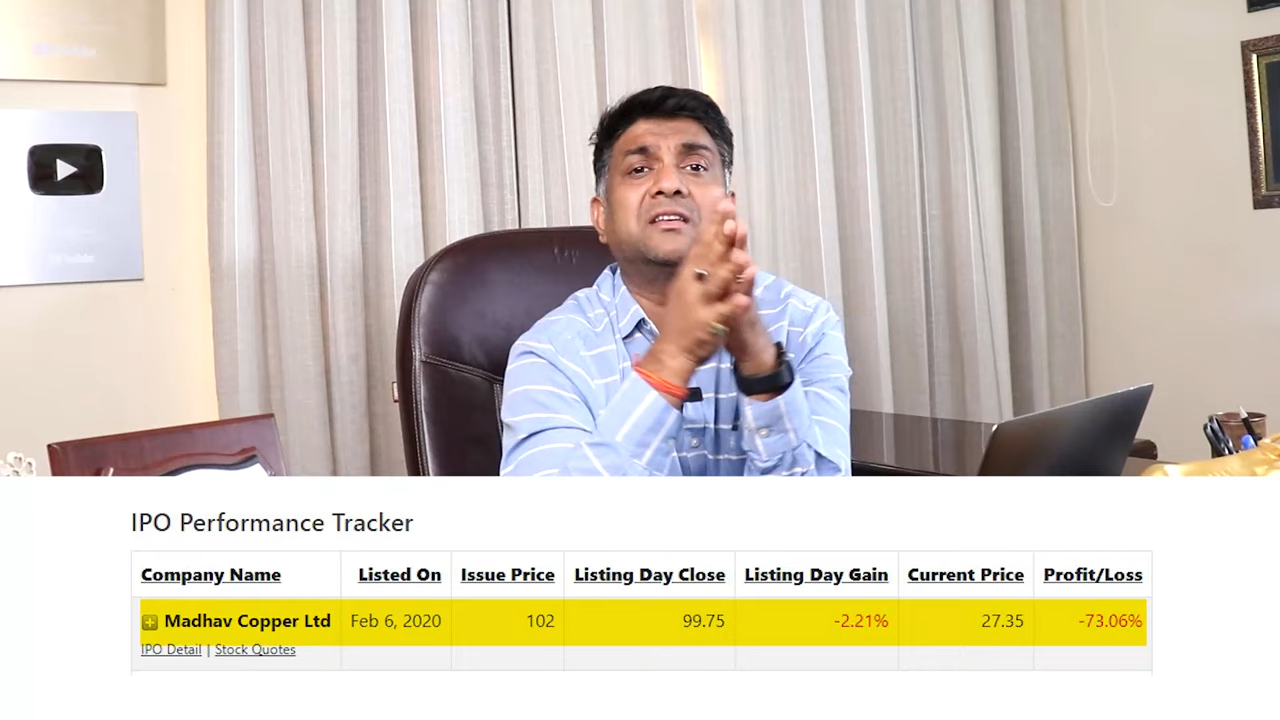 IPO Performance Tracker
Company Name Listed On Issue Price Listing Day Close Listing Day Gain Current Price Profit/Loss
Madhav Copper Ltd Feb 6, 2020 102 99.75 -2.21% 27.35 -73.06%
IPO Detail | Stock Quotes